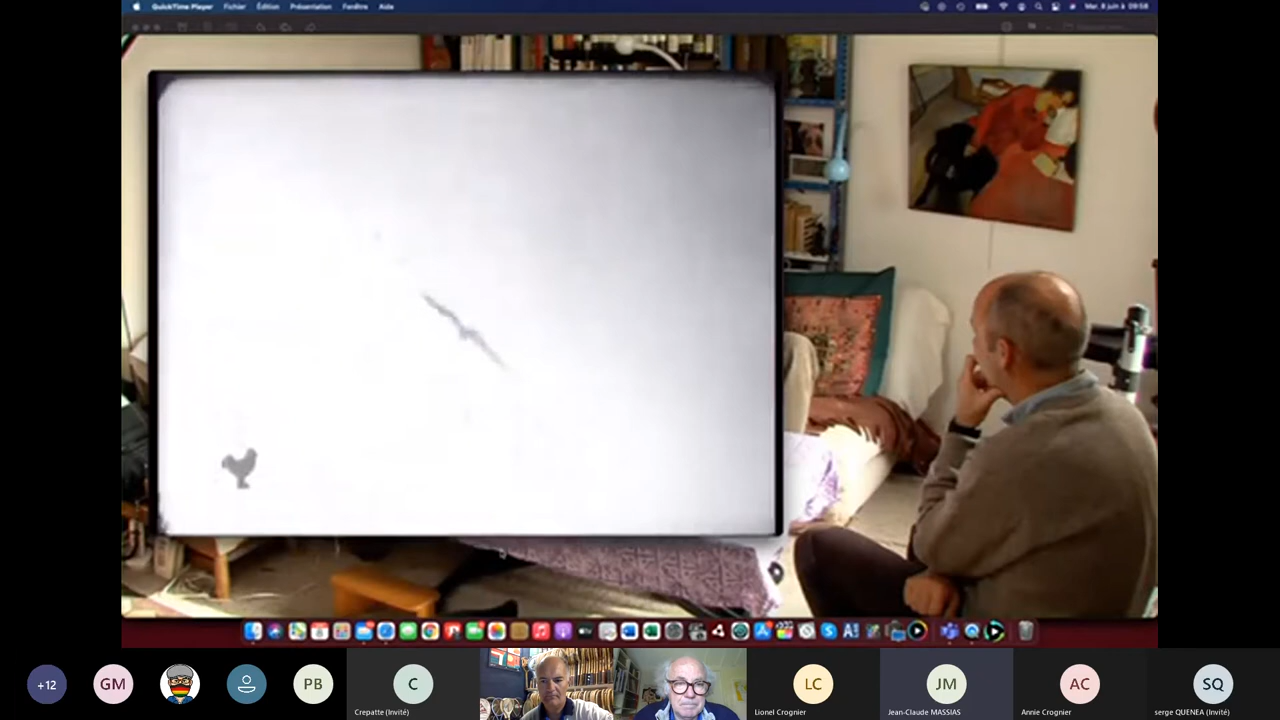 QuickTime Player Fichier Édition Présentation Fenêtre Aide Mar. 8 juin à 09:58
+12 GM PB C LC JM AC SQ
Crepatte (Invité) Lionel Crognier Jean-Claude MASSIAS Annie Crognier serge QUENEA (Invité)